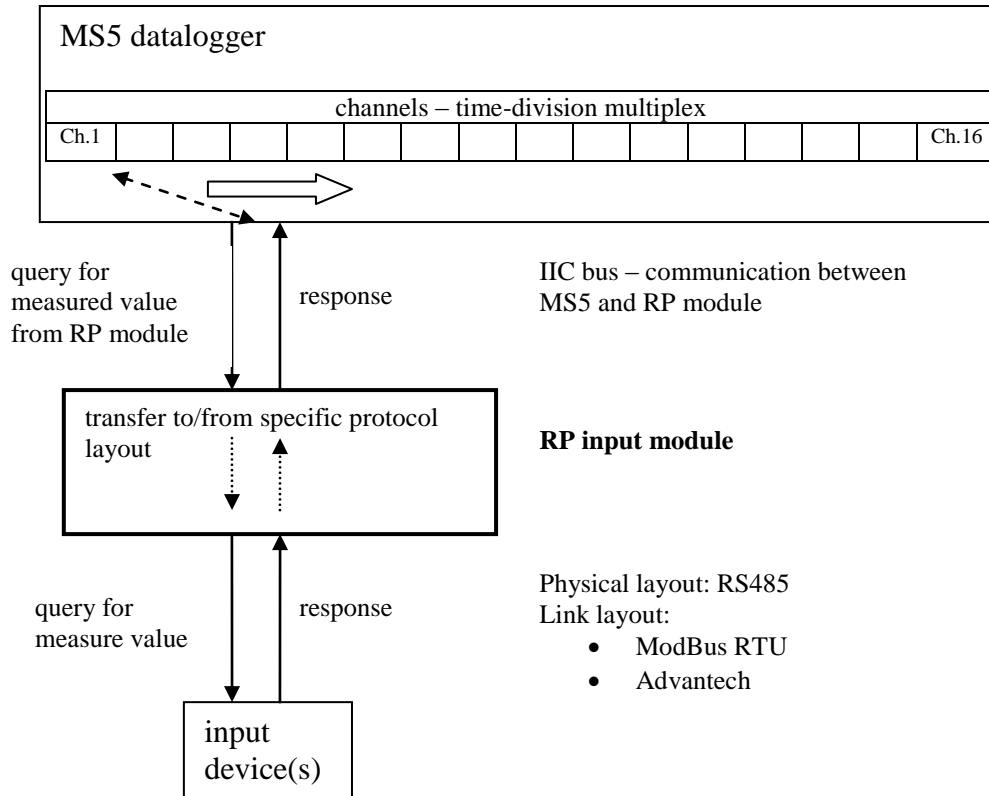 MS5 datalogger
channels – time-division multiplex
Ch.1
Ch.16
query for
measured value
from RP module
response
IIC bus – communication between
MS5 and RP module
transfer to/from specific protocol
layout
RP input module
query for
measure value
response
Physical layout: RS485
Link layout:
• ModBus RTU
• Advantech
input
device(s)